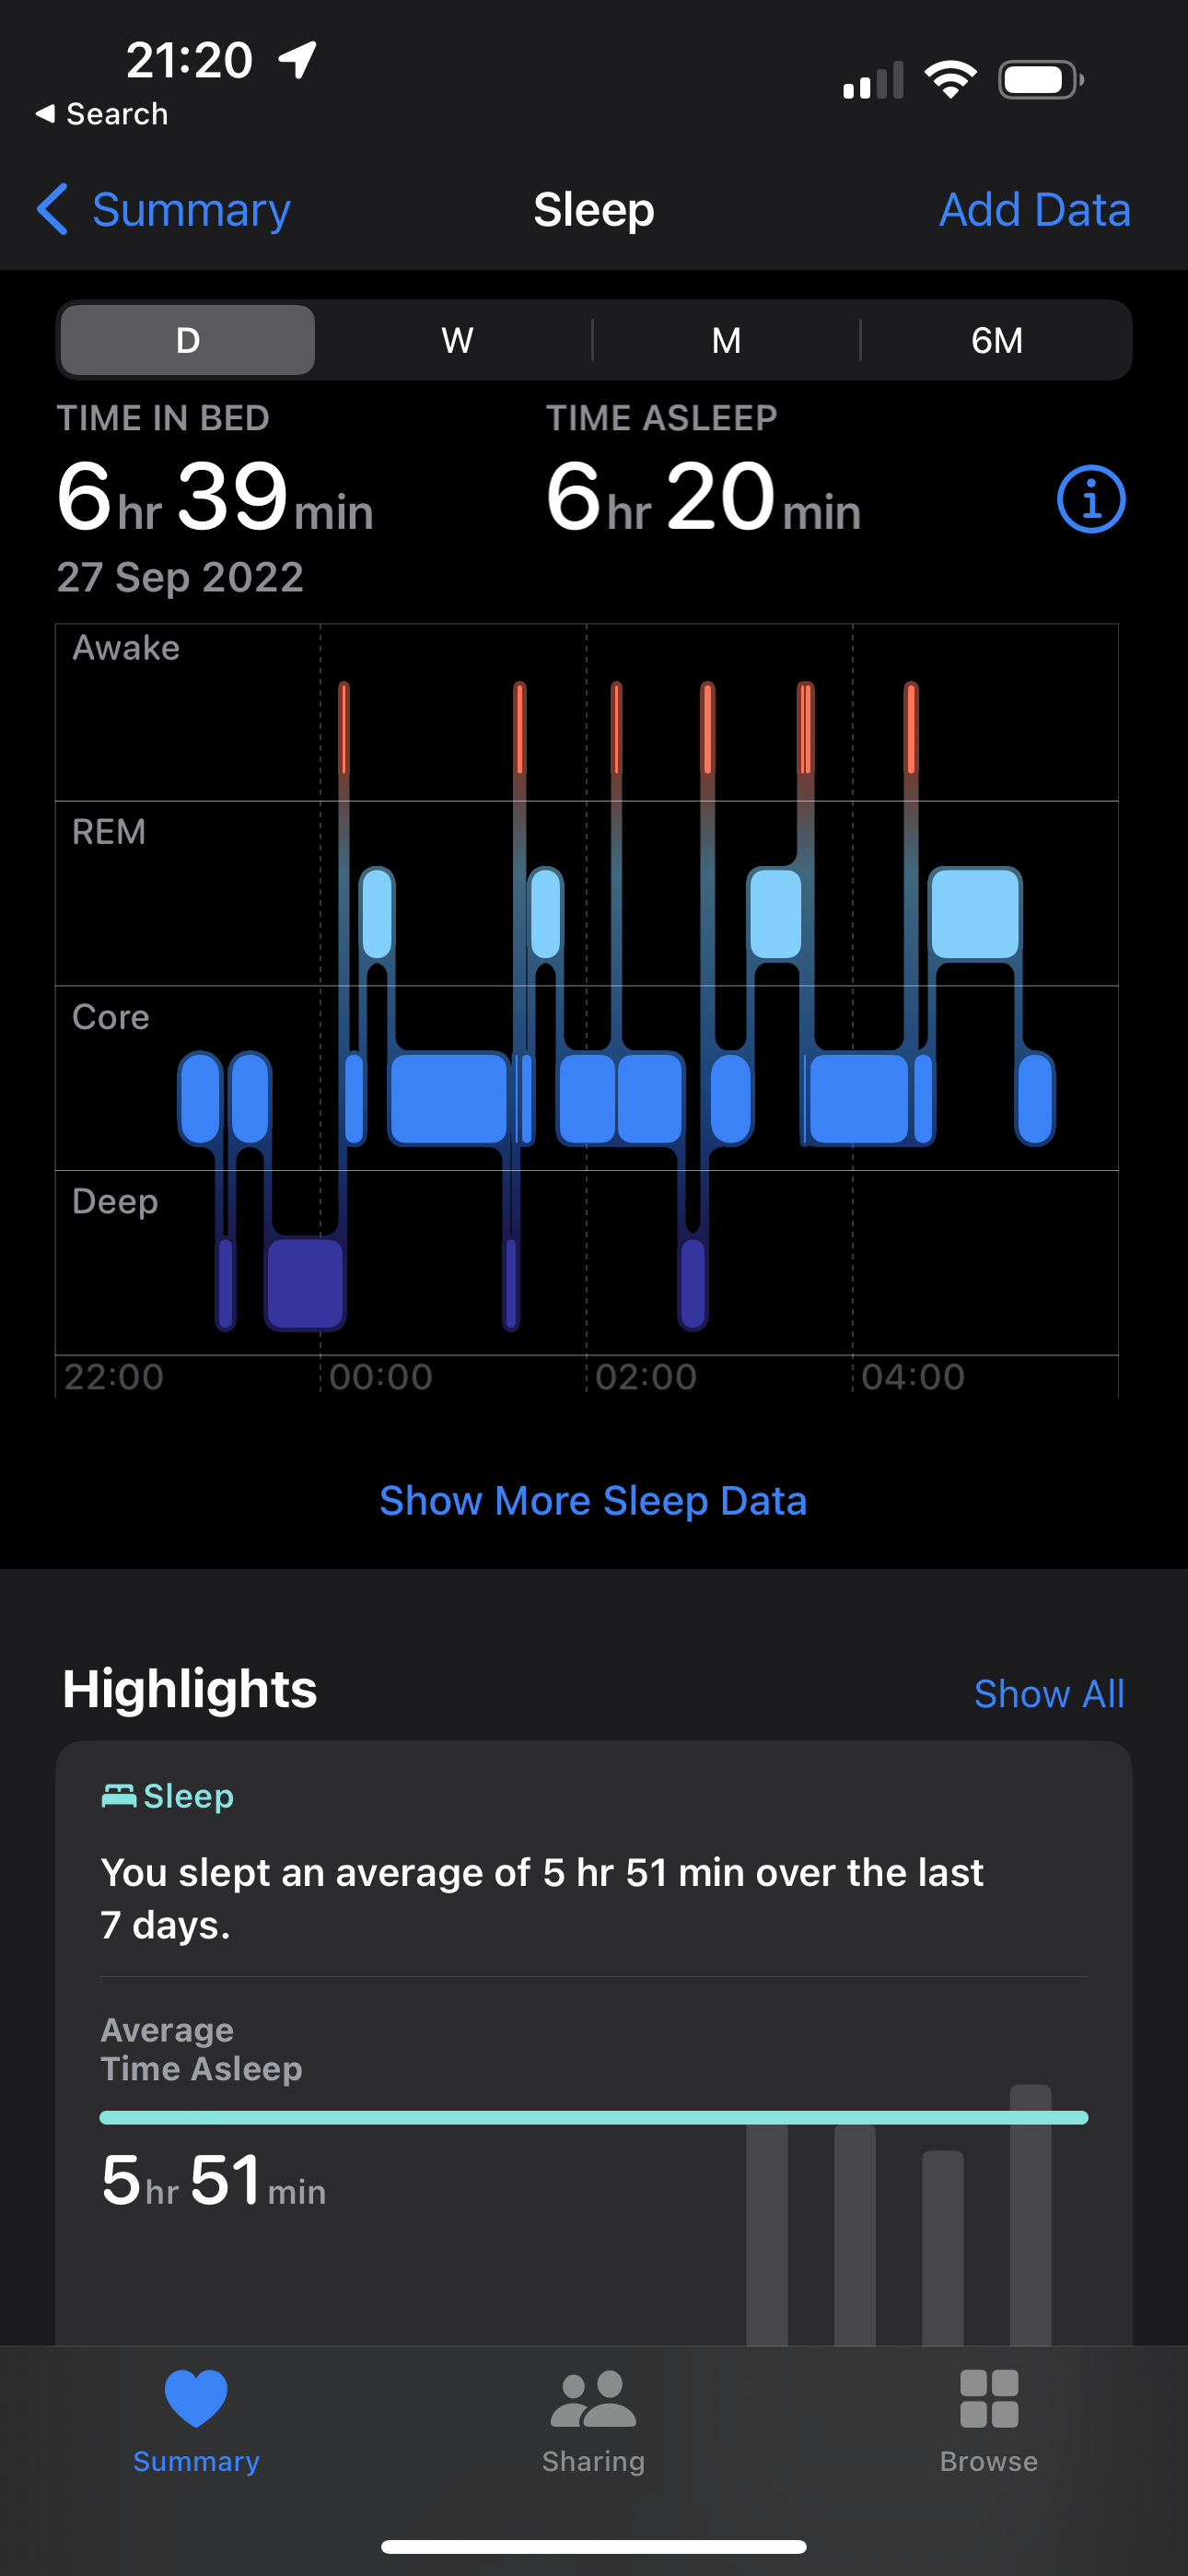 21:20
Search
Summary
Sleep
Add Data
D
W
M
6M
TIME IN BED
TIME ASLEEP
6 hr 39 min
6 hr 20 min
27 Sep 2022
Awake
REM
Core
Deep
22:00
00:00
02:00
04:00
Show More Sleep Data
Highlights
Show All
Sleep
You slept an average of 5 hr 51 min over the last
7 days.
Average
Time Asleep
5 hr 51 min
Summary
Sharing
Browse